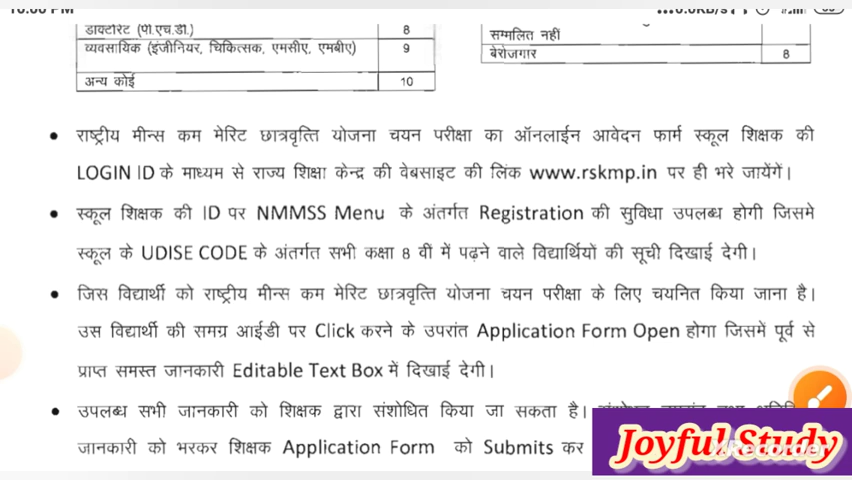 डाक्टरेट (पी.एच.डी.) 8
व्यवसायिक (इंजीनियर, चिकित्सक, एमसीए, एमबीए) 9
अन्य कोई 10
सम्मलित नहीं
बेरोजगार 8
• राष्ट्रीय मीन्स कम मेरिट छात्रवृत्ति योजना चयन परीक्षा का ऑनलाईन आवेदन फार्म स्कूल शिक्षक की
LOGIN ID के माध्यम से राज्य शिक्षा केन्द्र की वेबसाइट की लिंक www.rskmp.in पर ही भरे जायेंगें।
• स्कूल शिक्षक की ID पर NMMSS Menu के अंतर्गत Registration की सुविधा उपलब्ध होगी जिसमे
स्कूल के UDISE CODE के अंतर्गत सभी कक्षा 8 वीं में पढ़ने वाले विद्यार्थियों की सूची दिखाई देगी।
• जिस विद्यार्थी को राष्ट्रीय मीन्स कम मेरिट छात्रवृत्ति योजना चयन परीक्षा के लिए चयनित किया जाना है।
उस विद्यार्थी की समग्र आईडी पर Click करने के उपरांत Application Form Open होगा जिसमें पूर्व से
प्राप्त समस्त जानकारी Editable Text Box में दिखाई देगी।
• उपलब्ध सभी जानकारी को शिक्षक द्वारा संशोधित किया जा सकता है।
जानकारी को भरकर शिक्षक Application Form को Submits कर
Joyful Study